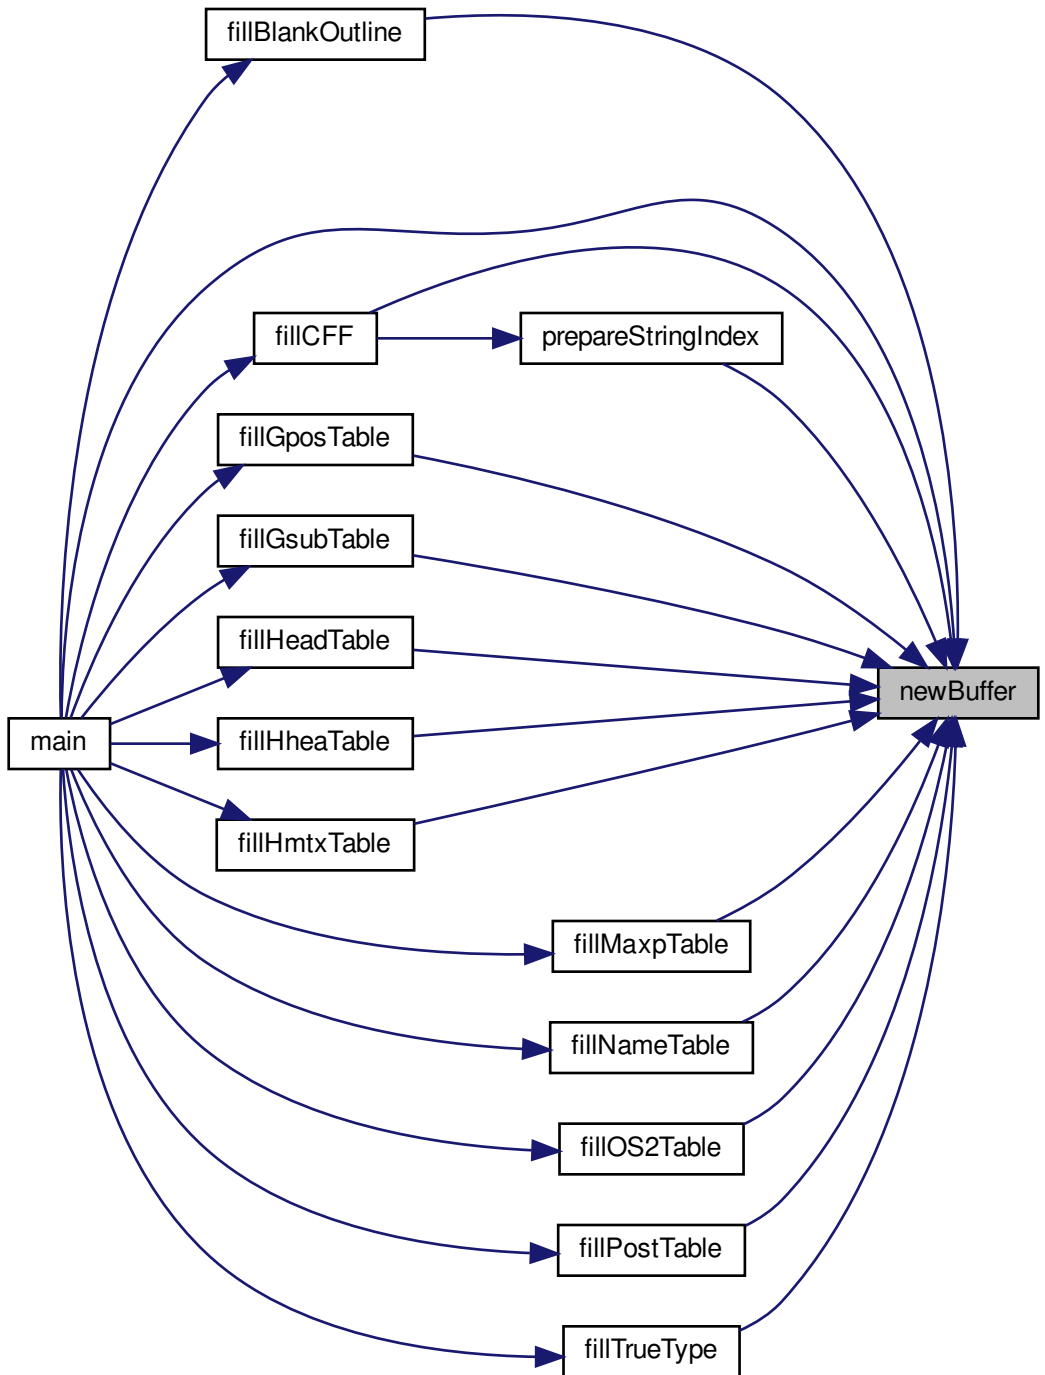 fillBlankOutline
fillCFF
prepareStringIndex
fillGposTable
fillGsubTable
fillHeadTable
newBuffer
main
fillHheaTable
fillHmtxTable
fillMaxpTable
fillNameTable
fillOS2Table
fillPostTable
fillTrueType